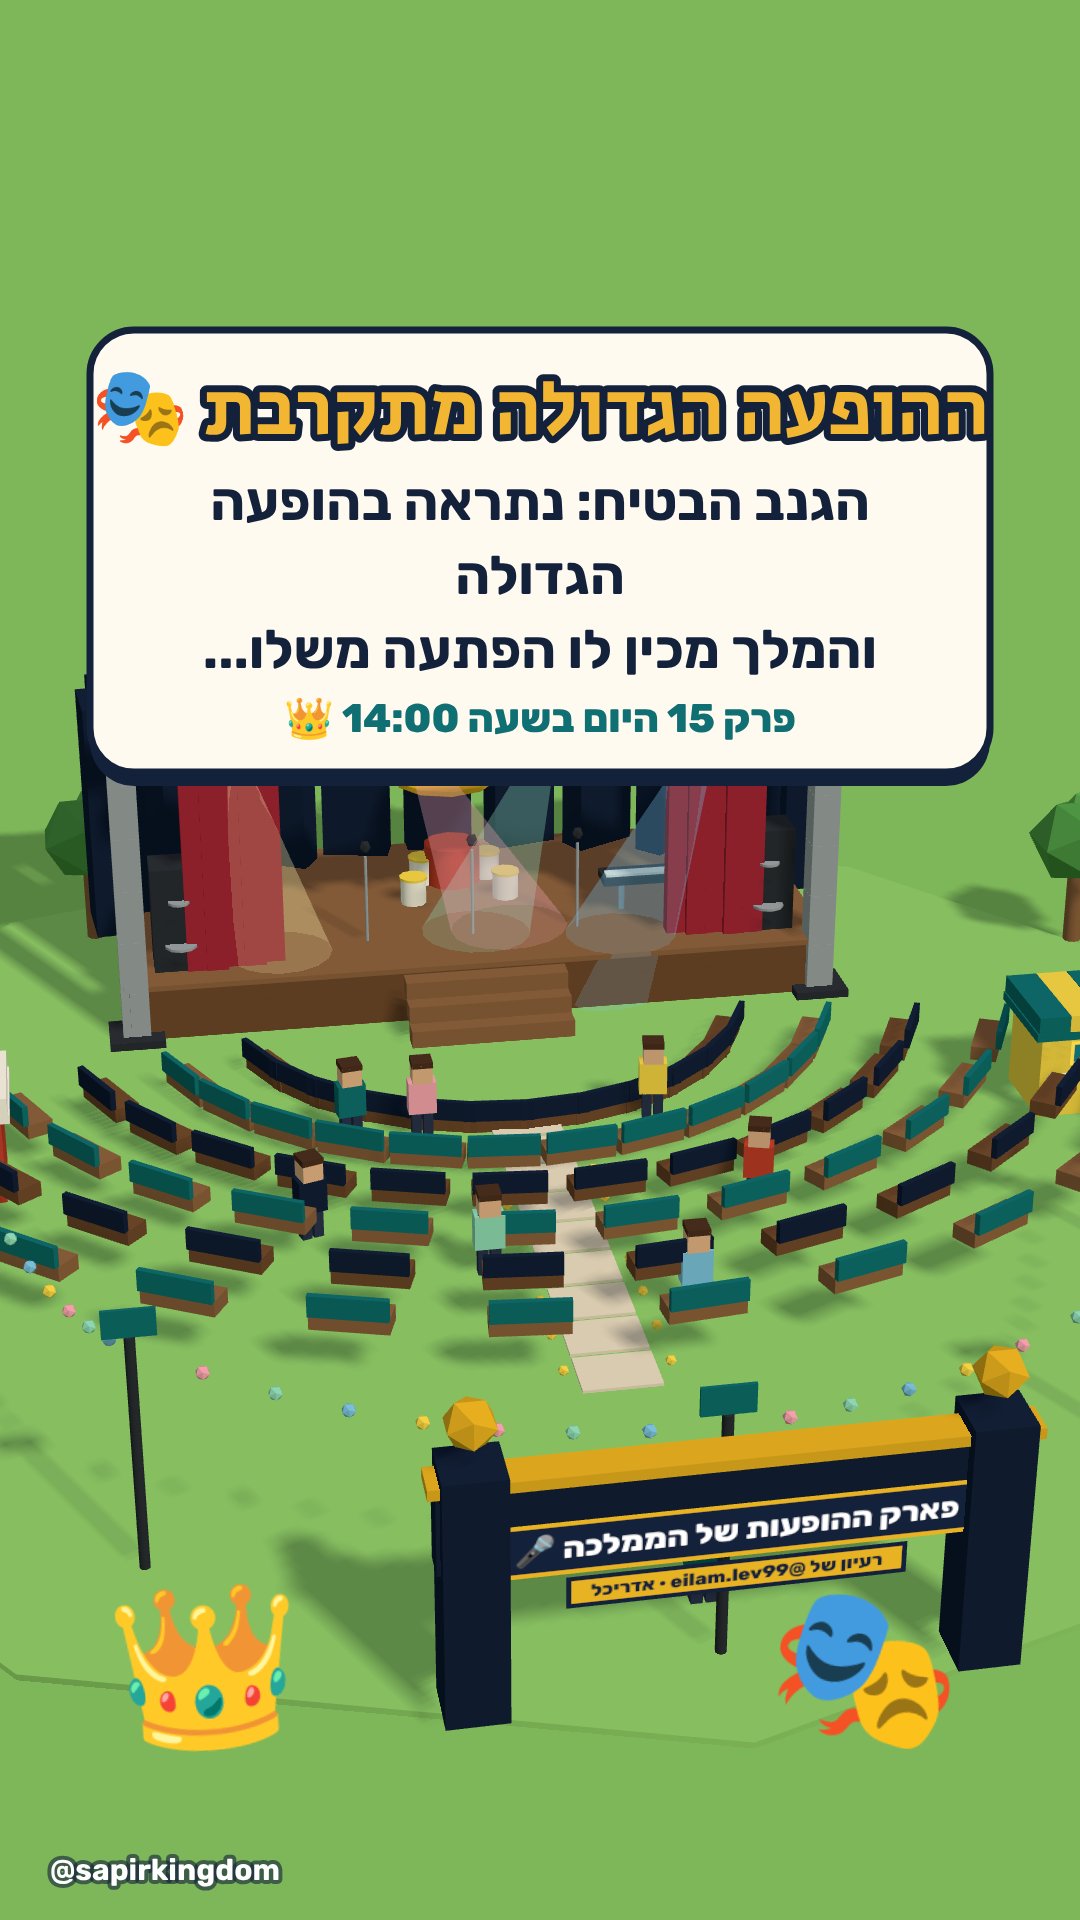 ההופעה הגדולה מתקרבת 🎭
הגנב הבטיח: נתראה בהופעה
הגדולה
והמלך מכין לו הפתעה משלו...
פרק 15 היום בשעה 14:00 👑
פארק ההופעות של הממלכה 🎤
רעיון של @eilam.lev99 • אדריכל
@sapirkingdom